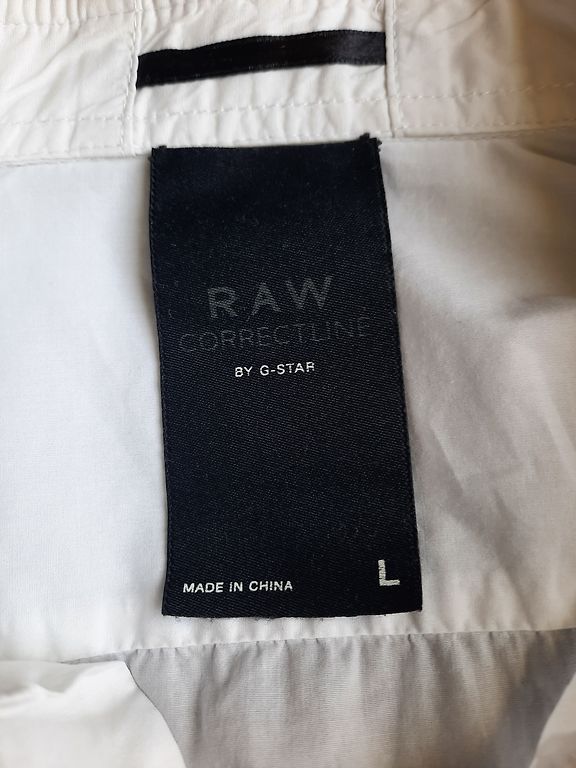 RAW
CORRECTLINE
BY G-STAR
MADE IN CHINA
L